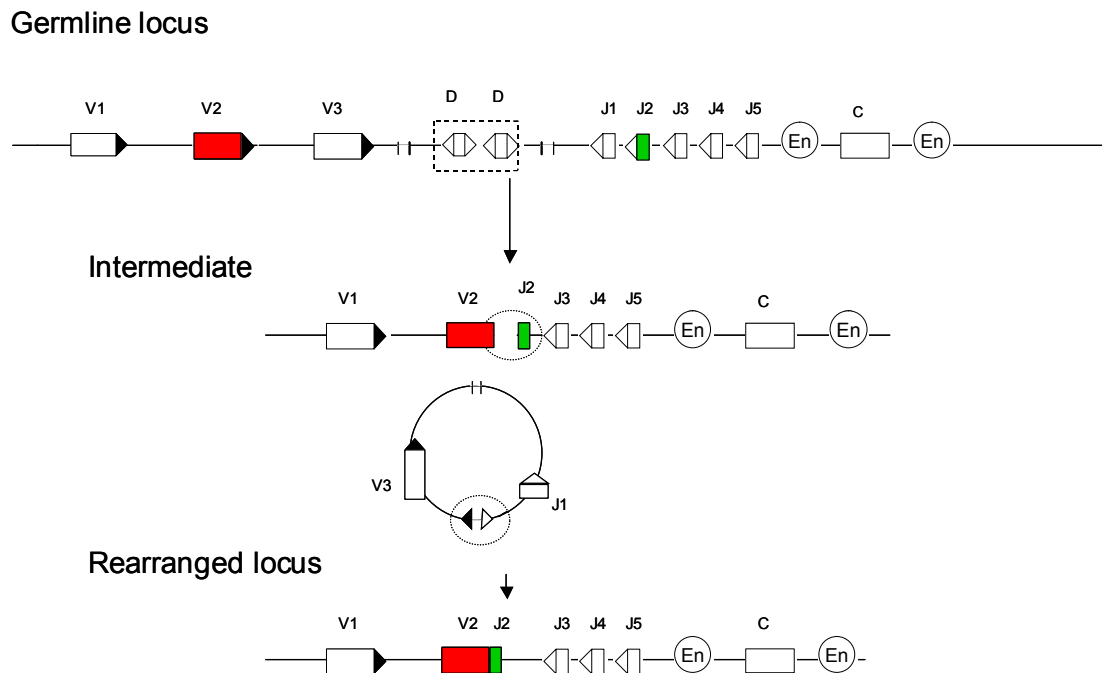 Germline locus
V1 V2 V3 D D J1 J2 J3 J4 J5 C
En En
Intermediate
V1 V2 J2 J3 J4 J5 C
En En
V3 J1
Rearranged locus
V1 V2 J2 J3 J4 J5 C
En En